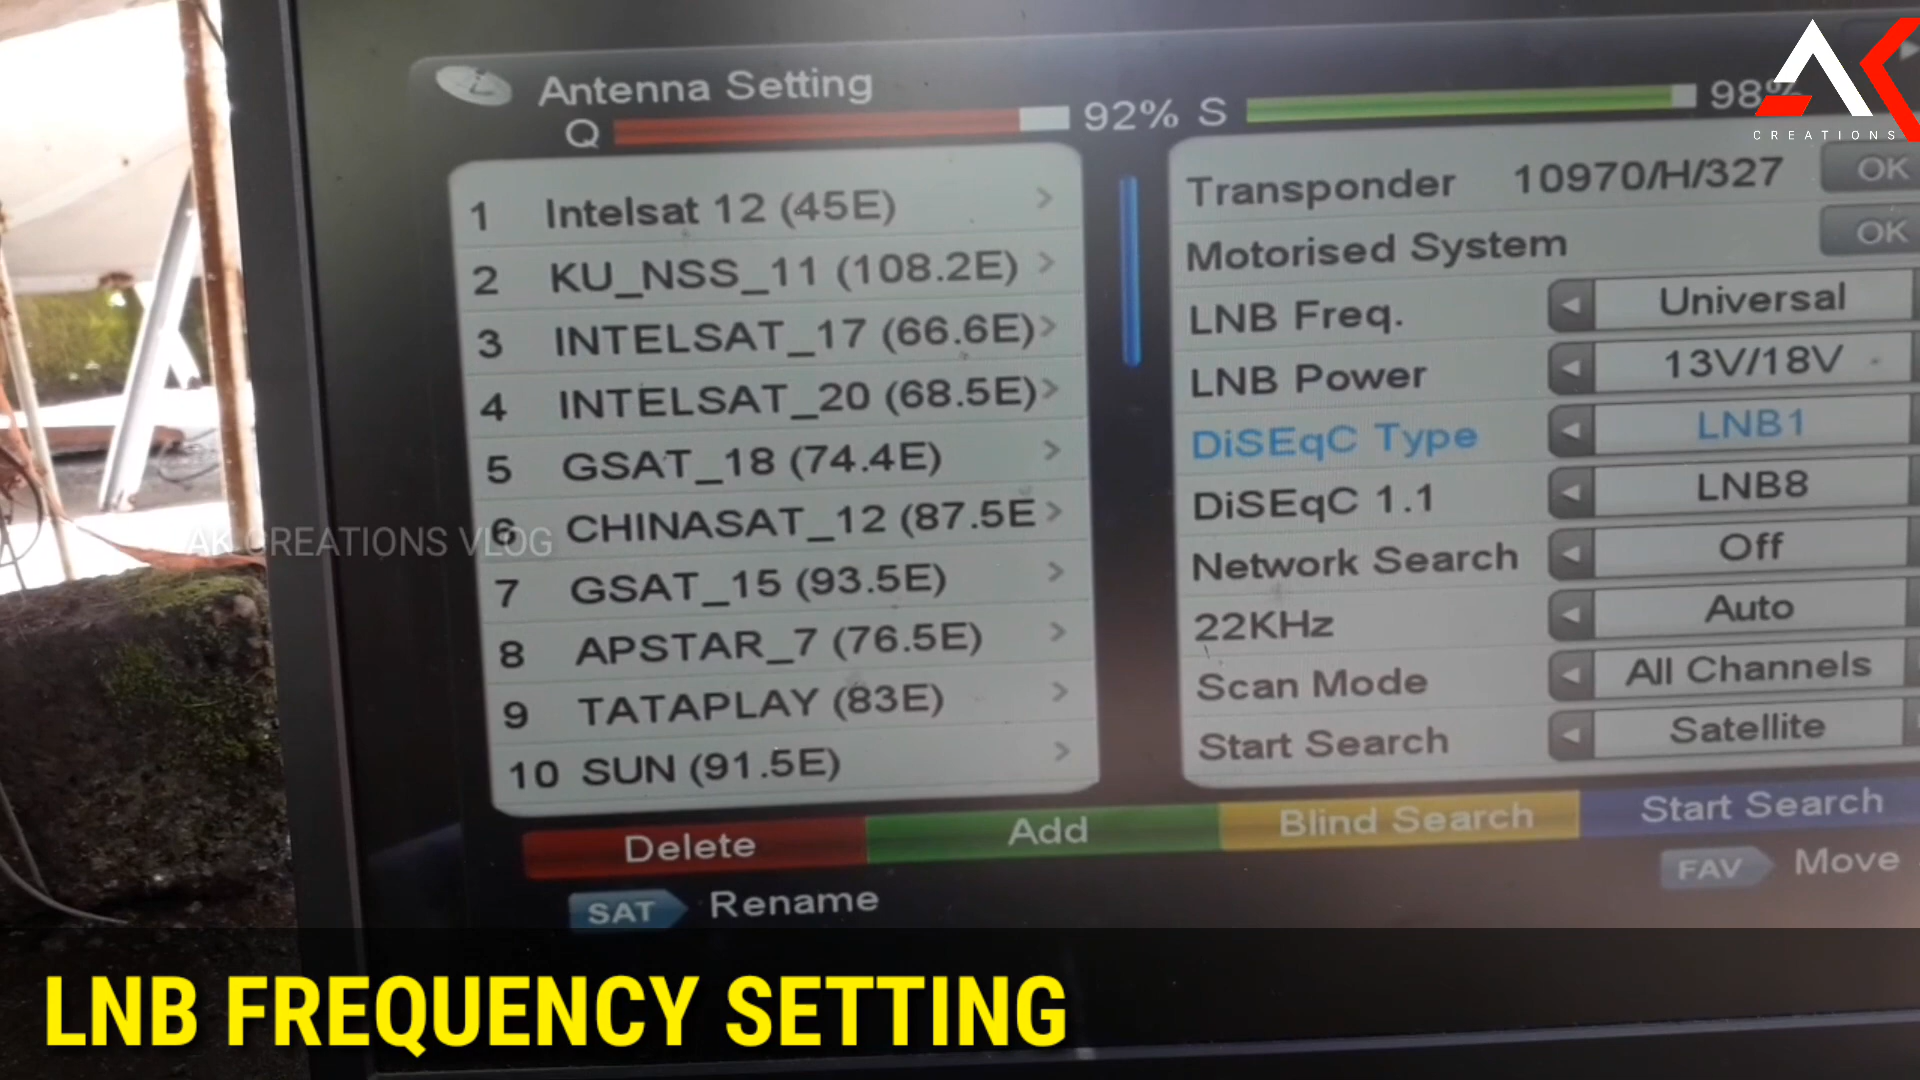 AK
CREATIONS
Antenna Setting
Q 92% S 98%
1 Intelsat 12 (45E) >
2 KU_NSS_11 (108.2E) >
3 INTELSAT_17 (66.6E) >
4 INTELSAT_20 (68.5E) >
5 GSAT_18 (74.4E) >
6 CHINASAT_12 (87.5E >
7 GSAT_15 (93.5E) >
8 APSTAR_7 (76.5E) >
9 TATAPLAY (83E) >
10 SUN (91.5E) >
Transponder 10970/H/327 OK
Motorised System OK
LNB Freq. Universal
LNB Power 13V/18V
DiSEqC Type LNB1
DiSEqC 1.1 LNB8
Network Search Off
22KHz Auto
Scan Mode All Channels
Start Search Satellite
Delete Add Blind Search Start Search
SAT Rename FAV Move
AK CREATIONS VLOG
LNB FREQUENCY SETTING